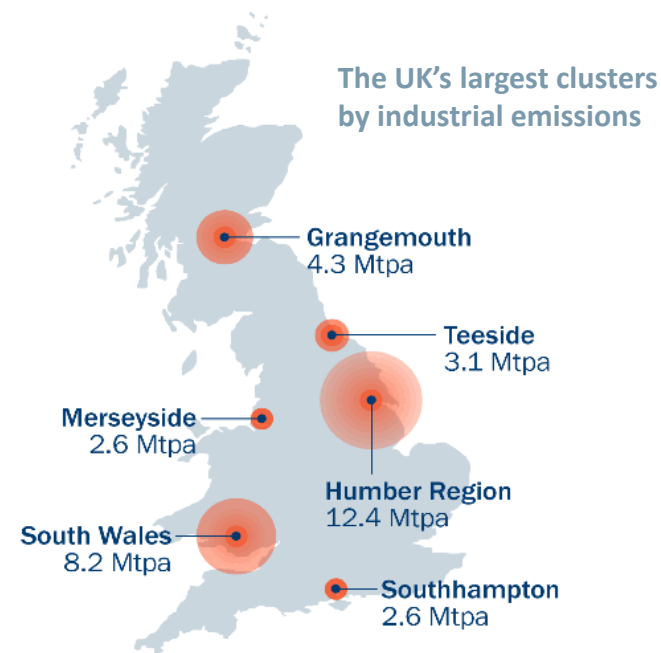 The UK’s largest clusters
by industrial emissions
Grangemouth
4.3 Mtpa
Teeside
3.1 Mtpa
Merseyside
2.6 Mtpa
Humber Region
12.4 Mtpa
South Wales
8.2 Mtpa
Southhampton
2.6 Mtpa